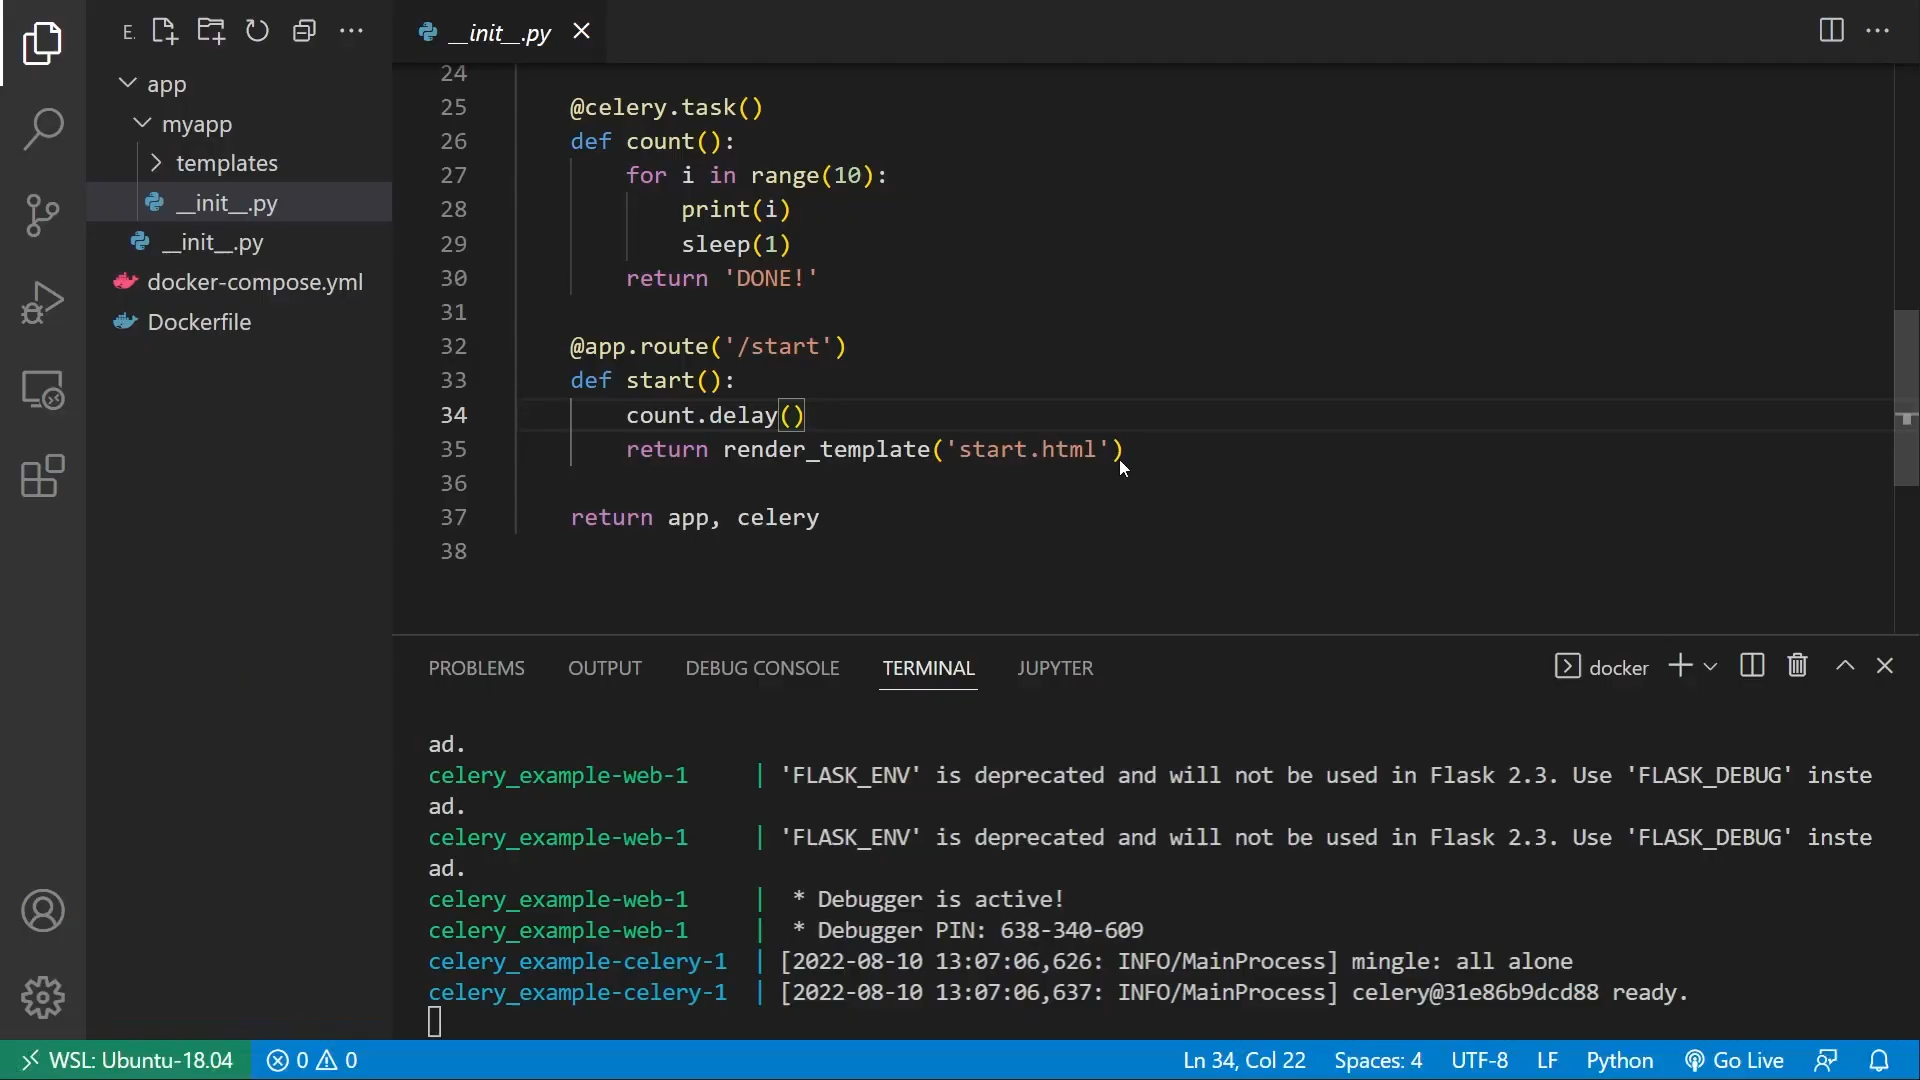 E.
__init__.py
app
myapp
templates
__init__.py
__init__.py
docker-compose.yml
Dockerfile
24
25 @celery.task()
26 def count():
27 for i in range(10):
28 print(i)
29 sleep(1)
30 return 'DONE!'
31
32 @app.route('/start')
33 def start():
34 count.delay()
35 return render_template('start.html')
36
37 return app, celery
38
PROBLEMS OUTPUT DEBUG CONSOLE TERMINAL JUPYTER docker
ad.
celery_example-web-1 | 'FLASK_ENV' is deprecated and will not be used in Flask 2.3. Use 'FLASK_DEBUG' inste
ad.
celery_example-web-1 | 'FLASK_ENV' is deprecated and will not be used in Flask 2.3. Use 'FLASK_DEBUG' inste
ad.
celery_example-web-1 | * Debugger is active!
celery_example-web-1 | * Debugger PIN: 638-340-609
celery_example-celery-1 | [2022-08-10 13:07:06,626: INFO/MainProcess] mingle: all alone
celery_example-celery-1 | [2022-08-10 13:07:06,637: INFO/MainProcess] celery@31e86b9dcd88 ready.
WSL: Ubuntu-18.04 0 0 Ln 34, Col 22 Spaces: 4 UTF-8 LF Python Go Live